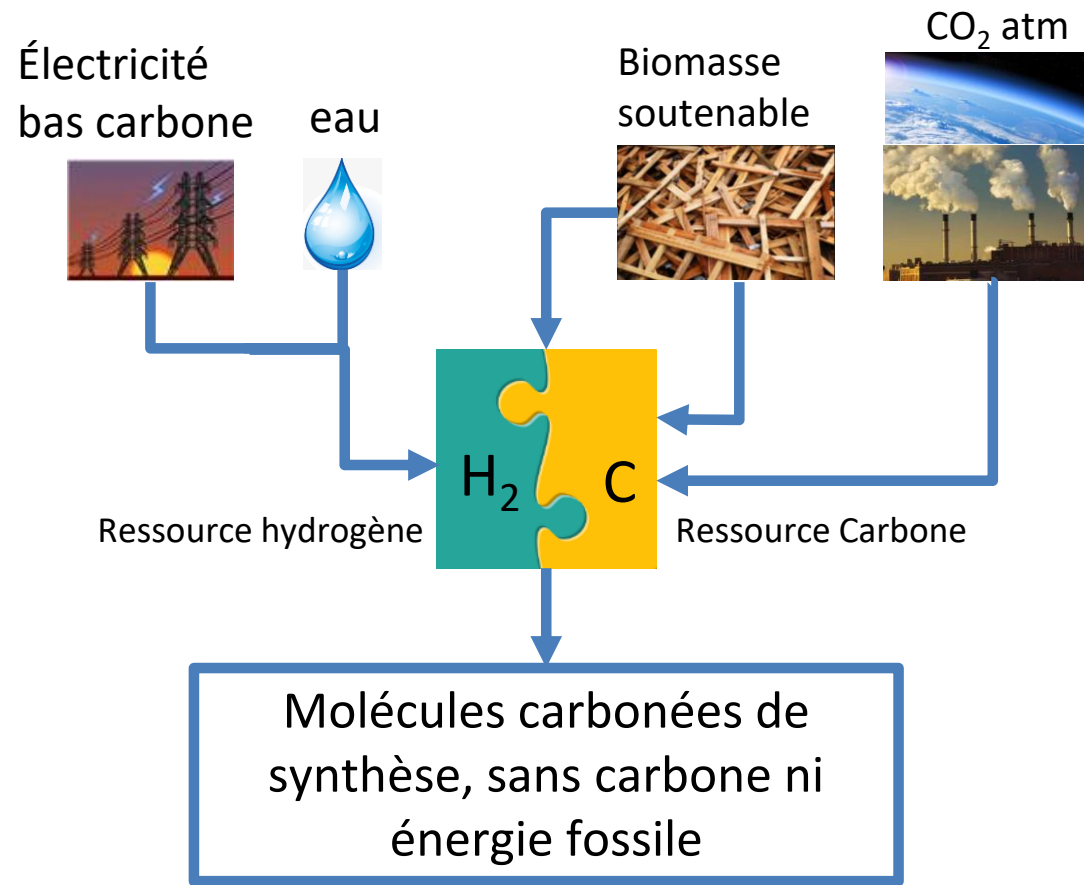 Électricité
bas carbone
eau
Biomasse
soutenable
CO₂ atm
H₂
C
Ressource hydrogène
Ressource Carbone
Molécules carbonées de
synthèse, sans carbone ni
énergie fossile